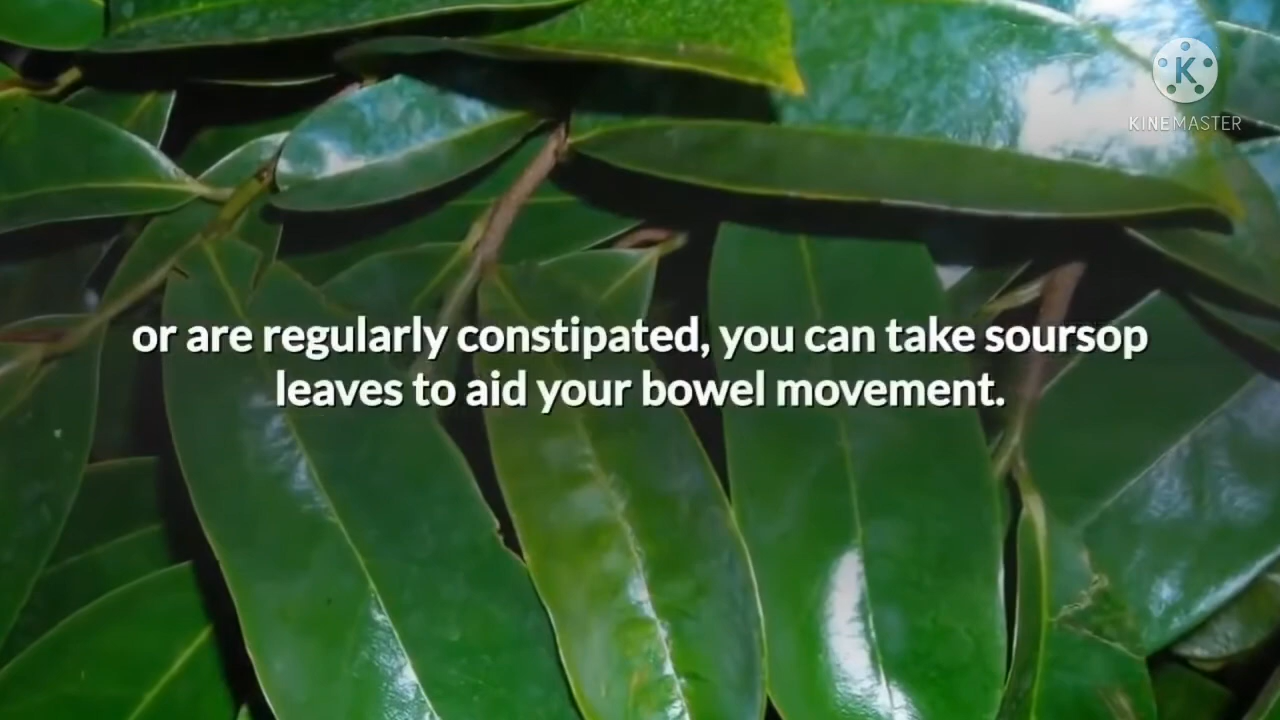 K
KINEMASTER
or are regularly constipated, you can take soursop
leaves to aid your bowel movement.